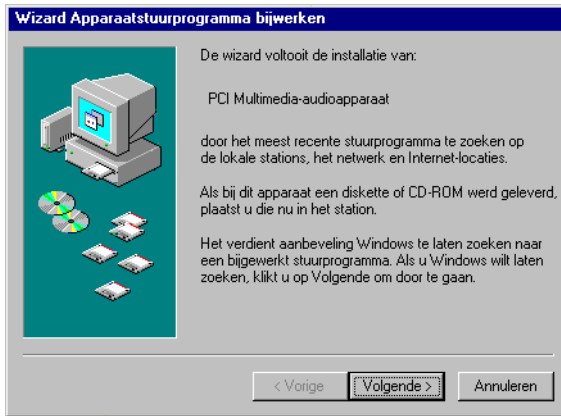 Wizard Apparaatstuurprogramma bijwerken
De wizard voltooit de installatie van:
PCI Multimedia-audioapparaat
door het meest recente stuurprogramma te zoeken op
de lokale stations, het netwerk en Internet-locaties.
Als bij dit apparaat een diskette of CD-ROM werd geleverd,
plaatst u die nu in het station.
Het verdient aanbeveling Windows te laten zoeken naar
een bijgewerkt stuurprogramma. Als u Windows wilt laten
zoeken, klikt u op Volgende om door te gaan.
< Vorige Volgende > Annuleren